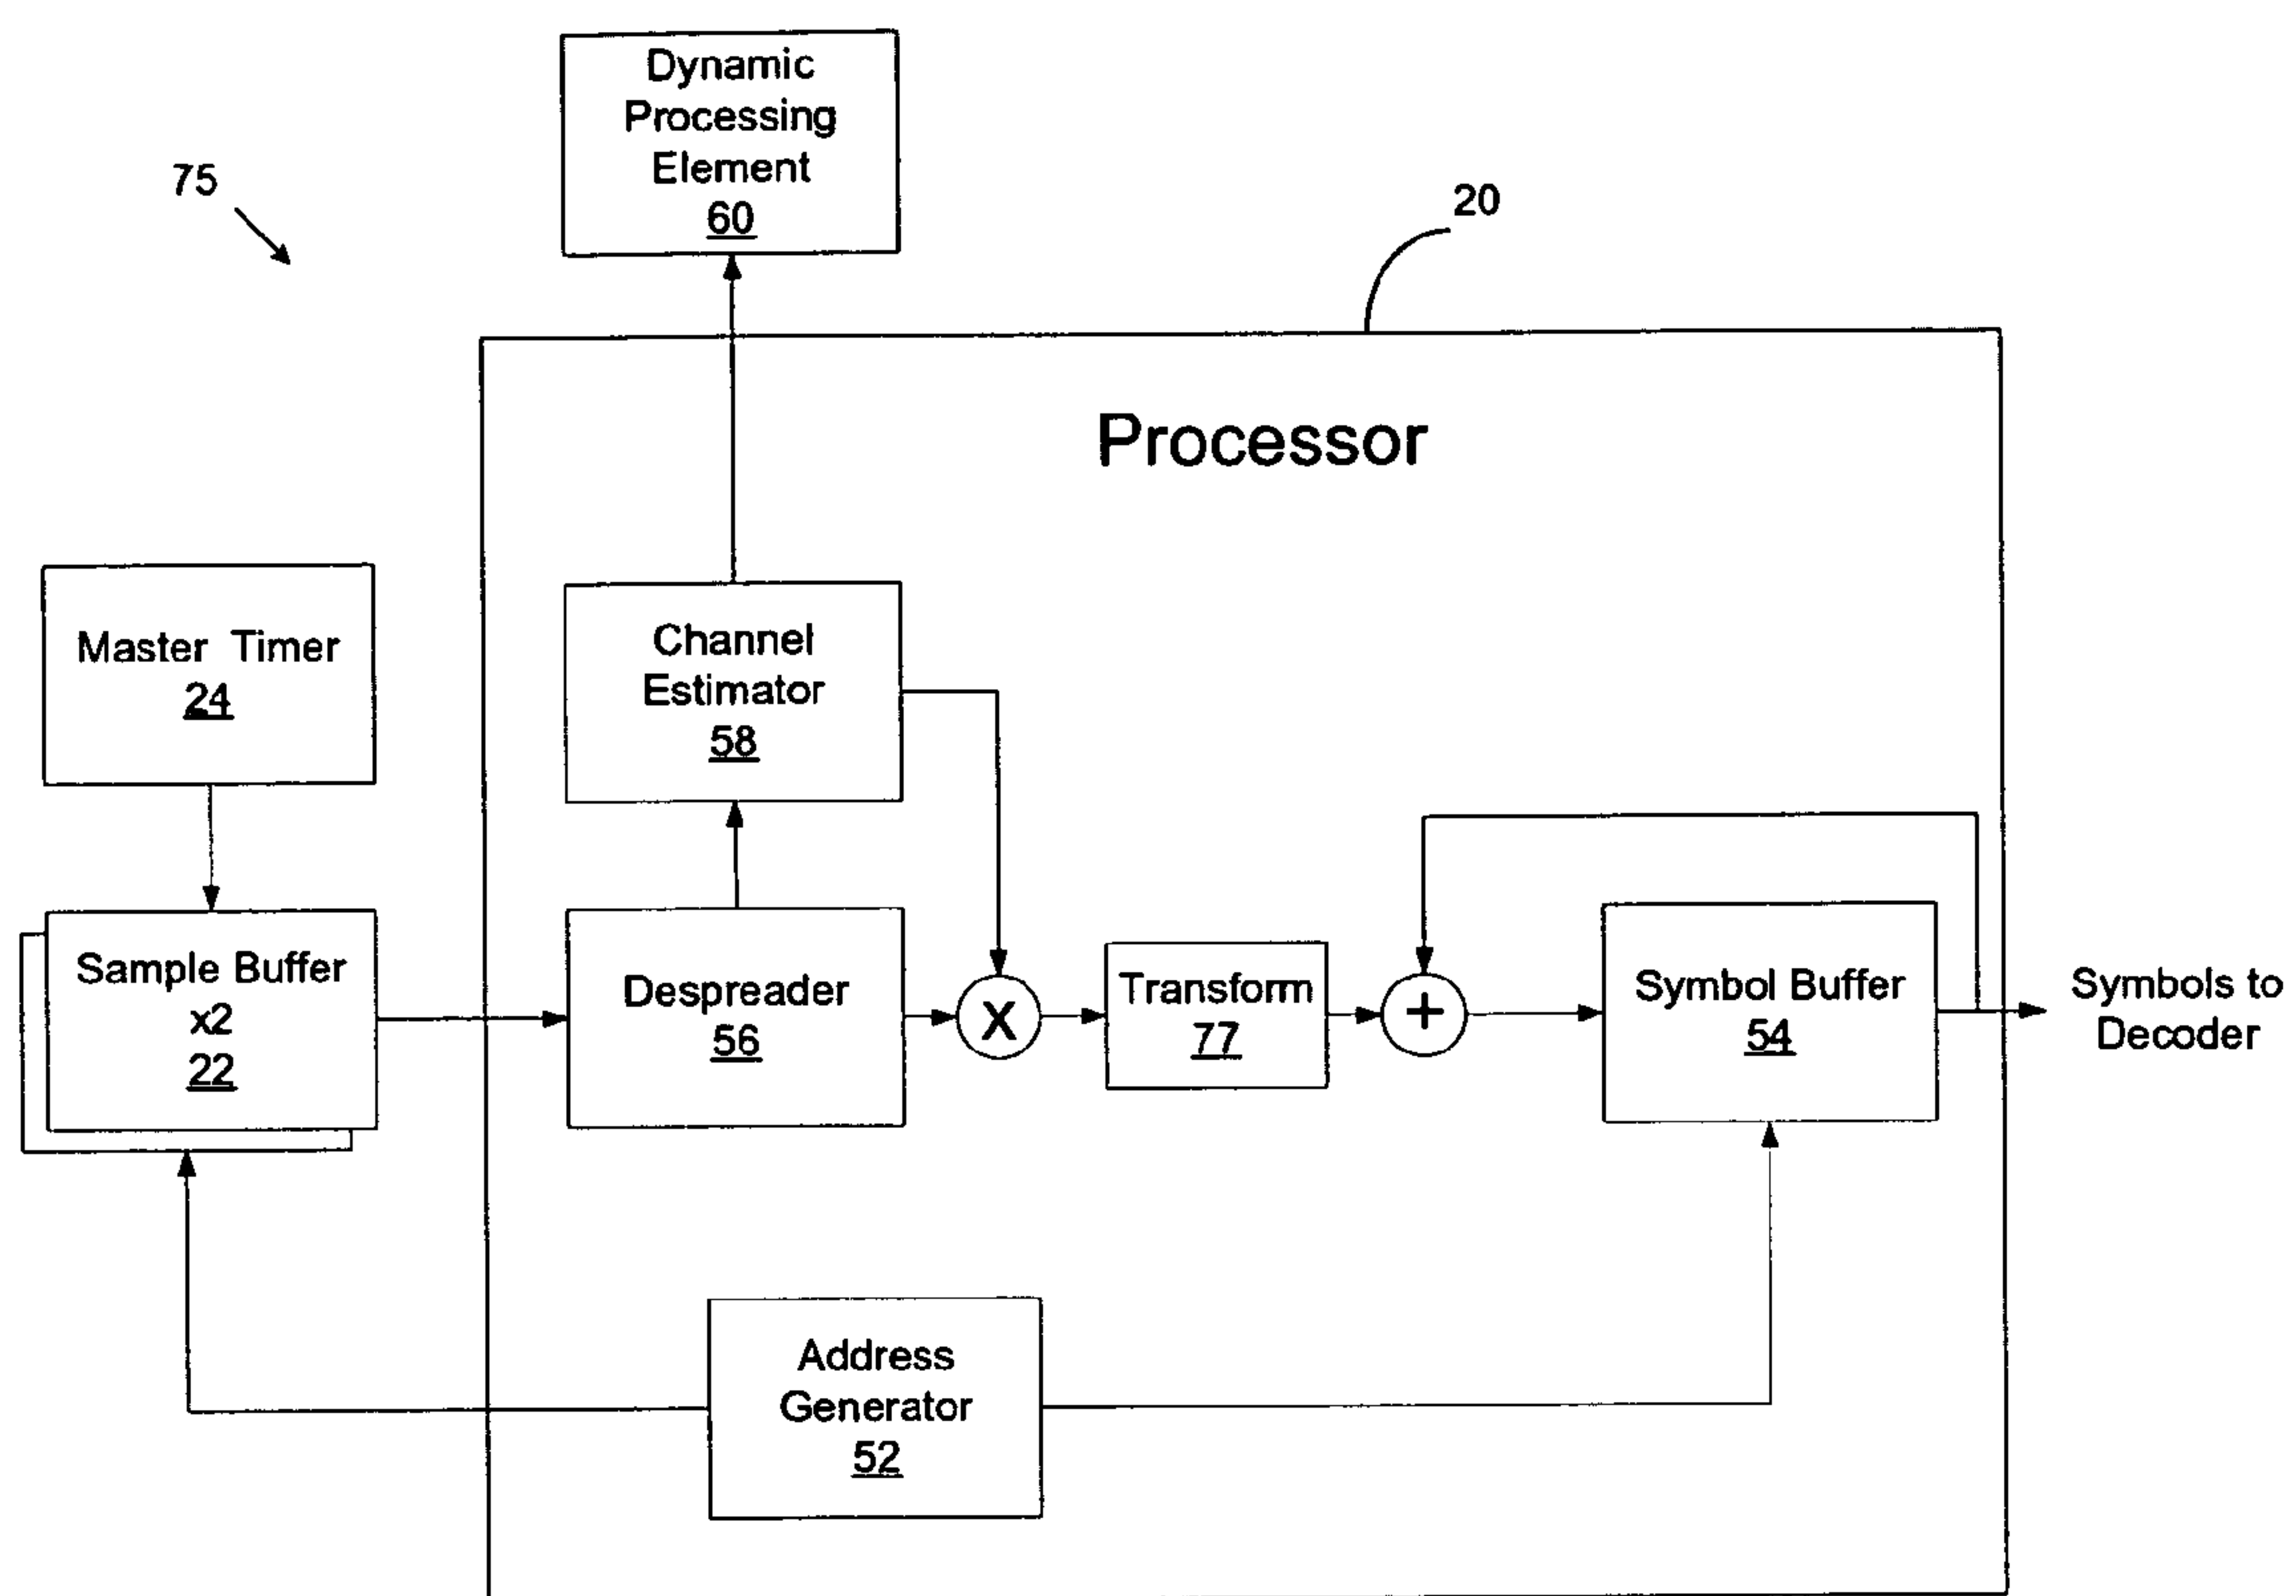 Dynamic
Processing
Element
60
75
20
Processor
Master Timer
24
Channel
Estimator
58
Sample Buffer
x2
22
Despreader
56
X
Transform
77
+
Symbol Buffer
54
Symbols to
Decoder
Address
Generator
52